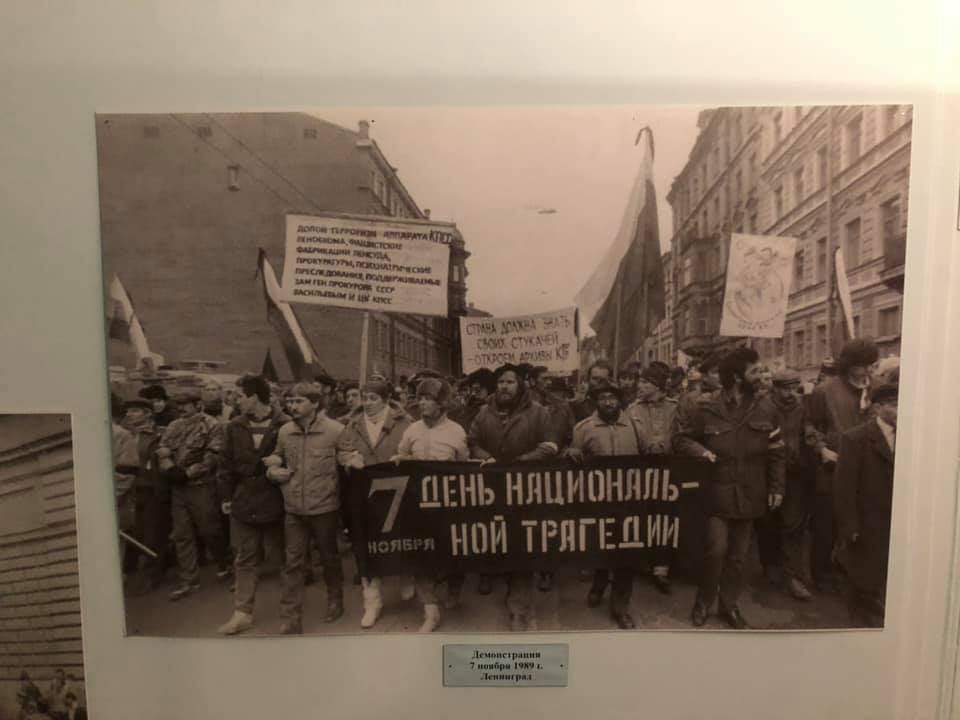 ДОЛОЙ ТЕРРОРИЗМ АППАРАТА КПСС
ЛЕНОБКОМА, ФАШИСТСКИЕ
ФАБРИКАЦИИ ЛЕНСУДА,
ПРОКУРАТУРЫ, ПСИХИАТРИЧЕСКИЕ
ПРЕСЛЕДОВАНИЯ, ПОДДЕРЖИВАЕМЫЕ
ЗАМ ГЕН ПРОКУРОРА СССР
ВАСИЛЬЕВЫМ И ЦК КПСС
СТРАНА ДОЛЖНА ЗНАТЬ
СВОИХ СТУКАЧЕЙ
-ОТКРОЕМ АРХИВЫ КГБ
7 НОЯБРЯ
ДЕНЬ НАЦИОНАЛЬ-
НОЙ ТРАГЕДИИ
Демонстрация
7 ноября 1989 г.
Ленинград